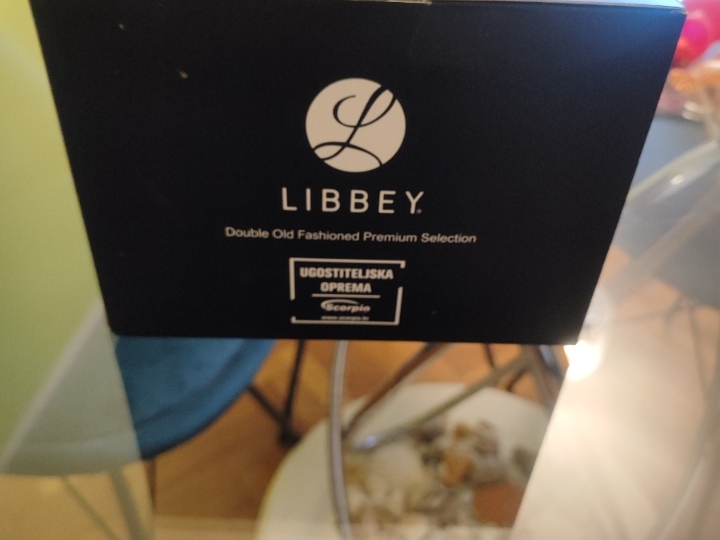 LIBBEY
Double Old Fashioned Premium Selection
UGOSTITELJSKA
OPREMA
Scorpio